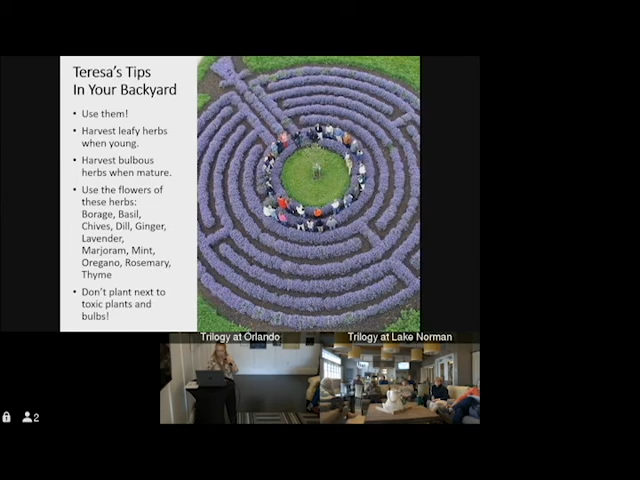 Teresa's Tips
In Your Backyard
• Use them!
• Harvest leafy herbs
when young.
• Harvest bulbous
herbs when mature.
• Use the flowers of
these herbs:
Borage, Basil,
Chives, Dill, Ginger,
Lavender,
Marjoram, Mint,
Oregano, Rosemary,
Thyme
• Don't plant next to
toxic plants and
bulbs!
Trilogy at Orlando
Trilogy at Lake Norman
2